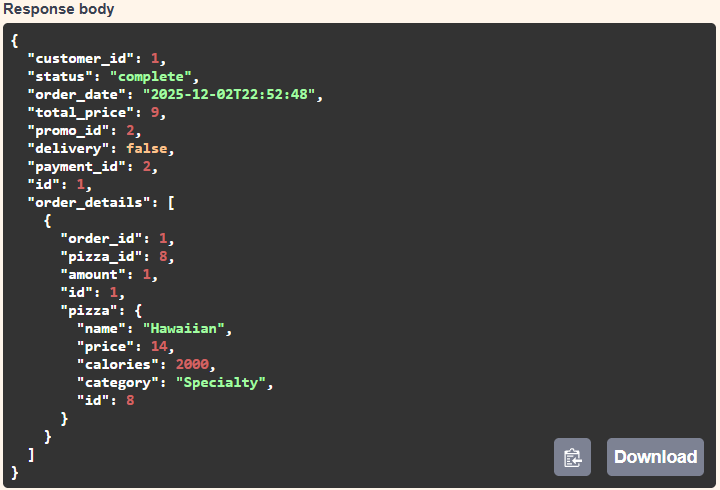 Response body
{
  "customer_id": 1,
  "status": "complete",
  "order_date": "2025-12-02T22:52:48",
  "total_price": 9,
  "promo_id": 2,
  "delivery": false,
  "payment_id": 2,
  "id": 1,
  "order_details": [
    {
      "order_id": 1,
      "pizza_id": 8,
      "amount": 1,
      "id": 1,
      "pizza": {
        "name": "Hawaiian",
        "price": 14,
        "calories": 2000,
        "category": "Specialty",
        "id": 8
      }
    }
  ]
}
Download